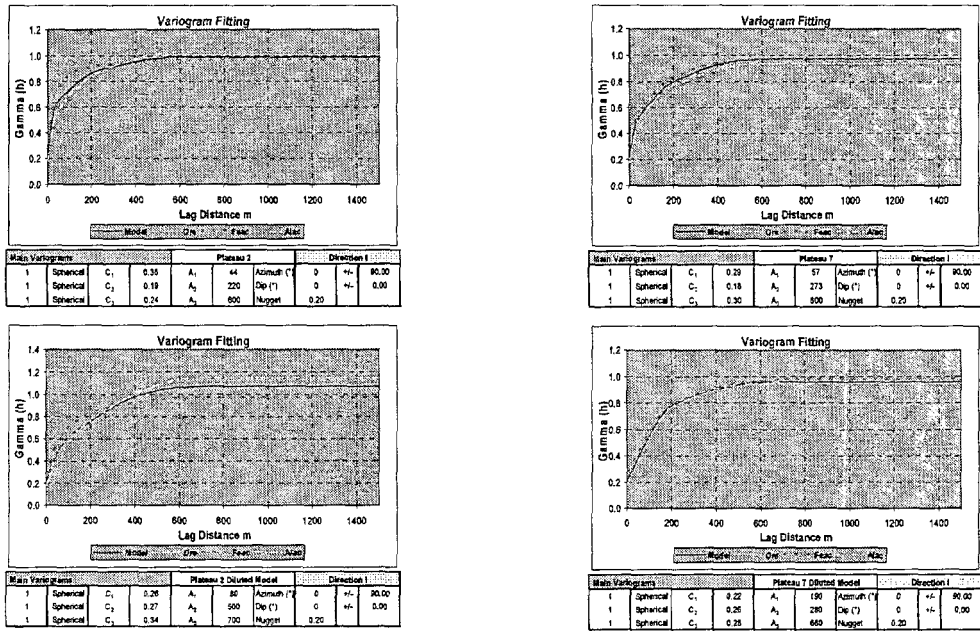 Variogram Fitting
1.2
1.0
0.8
0.6
0.4
0.2
0.0
Gamma (h)
0 200 400 600 800 1000 1200 1400
Lag Distance m
Model Ore
Main Variograms Plateau 2 Direction I
1 Spherical C1 0.35 A1 44 Azimuth (°) 0 +/- 90.00
1 Spherical C2 0.19 A2 220 Dip (°) 0 +/- 0.00
1 Spherical C3 0.24 A3 600 Nugget 0.20
Variogram Fitting
1.2
1.0
0.8
0.6
0.4
0.2
0.0
Gamma (h)
0 200 400 600 800 1000 1200 1400
Lag Distance m
Model Ore
Main Variograms Plateau 7 Direction I
1 Spherical C1 0.29 A1 57 Azimuth (°) 0 +/- 90.00
1 Spherical C2 0.18 A2 273 Dip (°) 0 +/- 0.00
1 Spherical C3 0.30 A3 600 Nugget 0.20
Variogram Fitting
1.4
1.2
1.0
0.8
0.6
0.4
0.2
0.0
Gamma (h)
0 200 400 600 800 1000 1200 1400
Lag Distance m
Model Ore
Main Variograms Plateau 2 Diluted Model Direction I
1 Spherical C1 0.26 A1 80 Azimuth (°) 0 +/- 90.00
1 Spherical C2 0.27 A2 500 Dip (°) 0 +/- 0.00
1 Spherical C3 0.34 A3 700 Nugget 0.20
Variogram Fitting
1.2
1.0
0.8
0.6
0.4
0.2
0.0
Gamma (h)
0 200 400 600 800 1000 1200 1400
Lag Distance m
Model Ore
Main Variograms Plateau 7 Diluted Model Direction I
1 Spherical C1 0.22 A1 190 Azimuth (°) 0 +/- 90.00
1 Spherical C2 0.26 A2 280 Dip (°) 0 +/- 0.00
1 Spherical C3 0.28 A3 660 Nugget 0.20